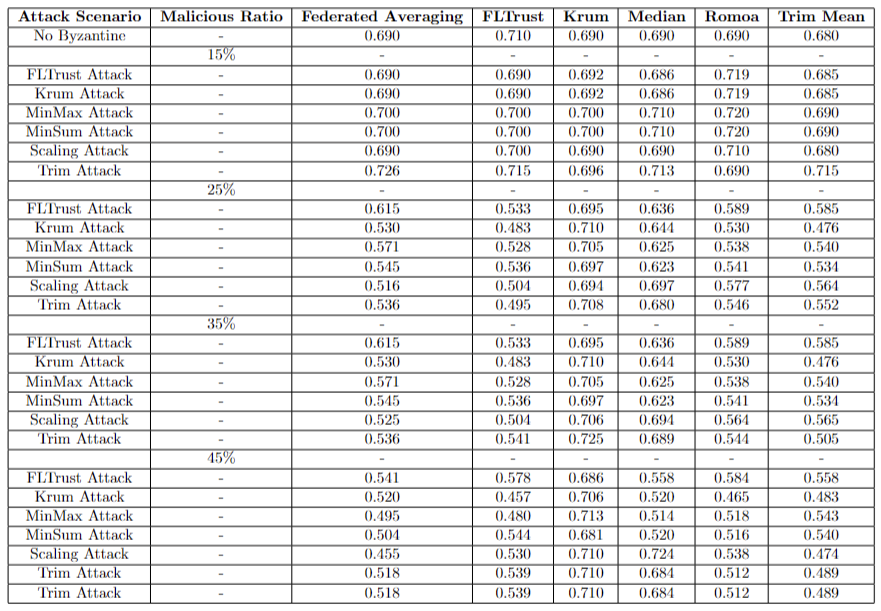 Attack Scenario Malicious Ratio Federated Averaging FLTrust Krum Median Romoa Trim Mean
No Byzantine - 0.690 0.710 0.690 0.690 0.690 0.680
15% - - - - - -
FLTrust Attack - 0.690 0.690 0.692 0.686 0.719 0.685
Krum Attack - 0.690 0.690 0.692 0.686 0.719 0.685
MinMax Attack - 0.700 0.700 0.700 0.710 0.720 0.690
MinSum Attack - 0.700 0.700 0.700 0.710 0.720 0.690
Scaling Attack - 0.690 0.700 0.690 0.690 0.710 0.680
Trim Attack - 0.726 0.715 0.696 0.713 0.690 0.715
25% - - - - - -
FLTrust Attack - 0.615 0.533 0.695 0.636 0.589 0.585
Krum Attack - 0.530 0.483 0.710 0.644 0.530 0.476
MinMax Attack - 0.571 0.528 0.705 0.625 0.538 0.540
MinSum Attack - 0.545 0.536 0.697 0.623 0.541 0.534
Scaling Attack - 0.516 0.504 0.694 0.697 0.577 0.564
Trim Attack - 0.536 0.495 0.708 0.680 0.546 0.552
35% - - - - - -
FLTrust Attack - 0.615 0.533 0.695 0.636 0.589 0.585
Krum Attack - 0.530 0.483 0.710 0.644 0.530 0.476
MinMax Attack - 0.571 0.528 0.705 0.625 0.538 0.540
MinSum Attack - 0.545 0.536 0.697 0.623 0.541 0.534
Scaling Attack - 0.525 0.504 0.706 0.694 0.564 0.565
Trim Attack - 0.536 0.541 0.725 0.689 0.544 0.505
45% - - - - - -
FLTrust Attack - 0.541 0.578 0.686 0.558 0.584 0.558
Krum Attack - 0.520 0.457 0.706 0.520 0.465 0.483
MinMax Attack - 0.495 0.480 0.713 0.514 0.518 0.543
MinSum Attack - 0.504 0.544 0.681 0.520 0.516 0.540
Scaling Attack - 0.455 0.530 0.710 0.724 0.538 0.474
Trim Attack - 0.518 0.539 0.710 0.684 0.512 0.489
Trim Attack - 0.518 0.539 0.710 0.684 0.512 0.489